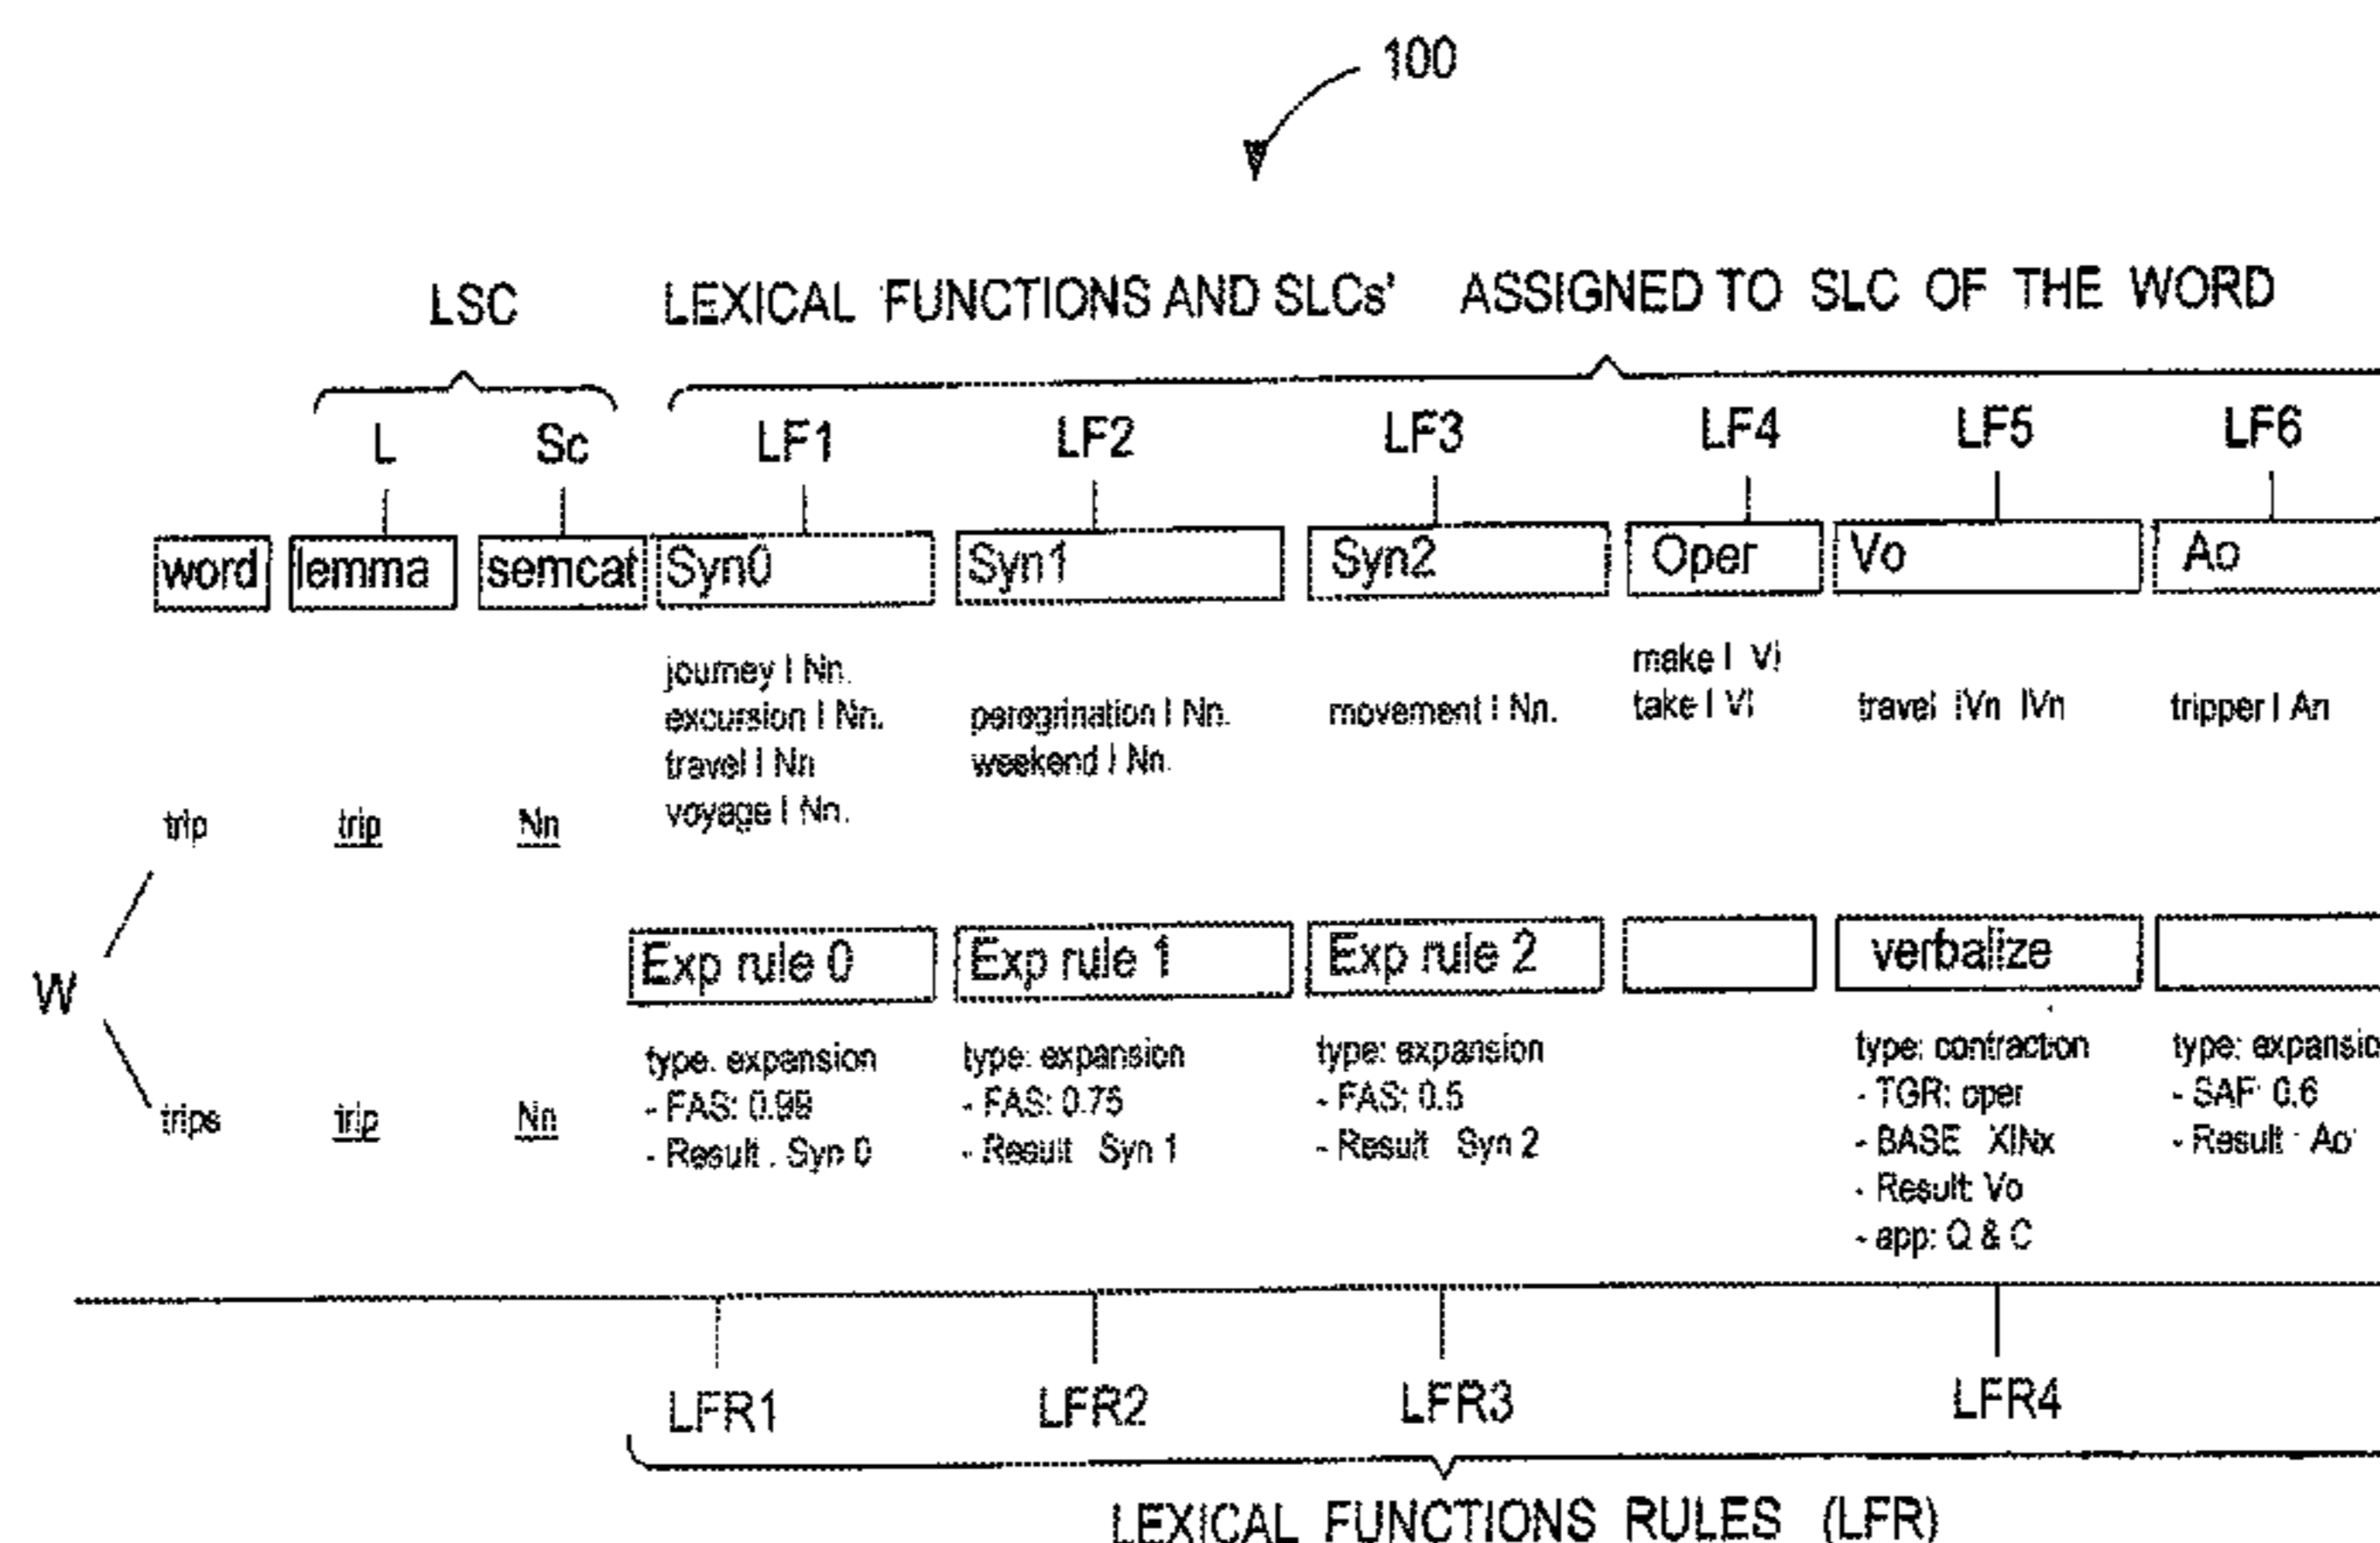 100
LSC LEXICAL FUNCTIONS AND SLCs' ASSIGNED TO SLC OF THE WORD
L Sc LF1 LF2 LF3 LF4 LF5 LF6
word lemma semcat Syn0 Syn1 Syn2 Oper Vo Ao
journey | Nn. make | Vi
excursion | Nn. peregrination | Nn. movement | Nn. take | Vi travel |Vn |Vn tripper | An
travel | Nn weekend | Nn.
voyage | Nn.
trip trip Nn
Exp rule 0 Exp rule 1 Exp rule 2 verbalize
W
type: expansion type: expansion type: expansion type: contraction type: expansio
- FAS: 0.99 - FAS: 0.75 - FAS: 0.5 - TGR: oper - SAF: 0.6
trips trip Nn - Result : Syn 0 - Result Syn 1 - Result Syn 2 - BASE X|Nx - Result : Ao
- Result: Vo
- app: Q & C
LFR1 LFR2 LFR3 LFR4
LEXICAL FUNCTIONS RULES (LFR)